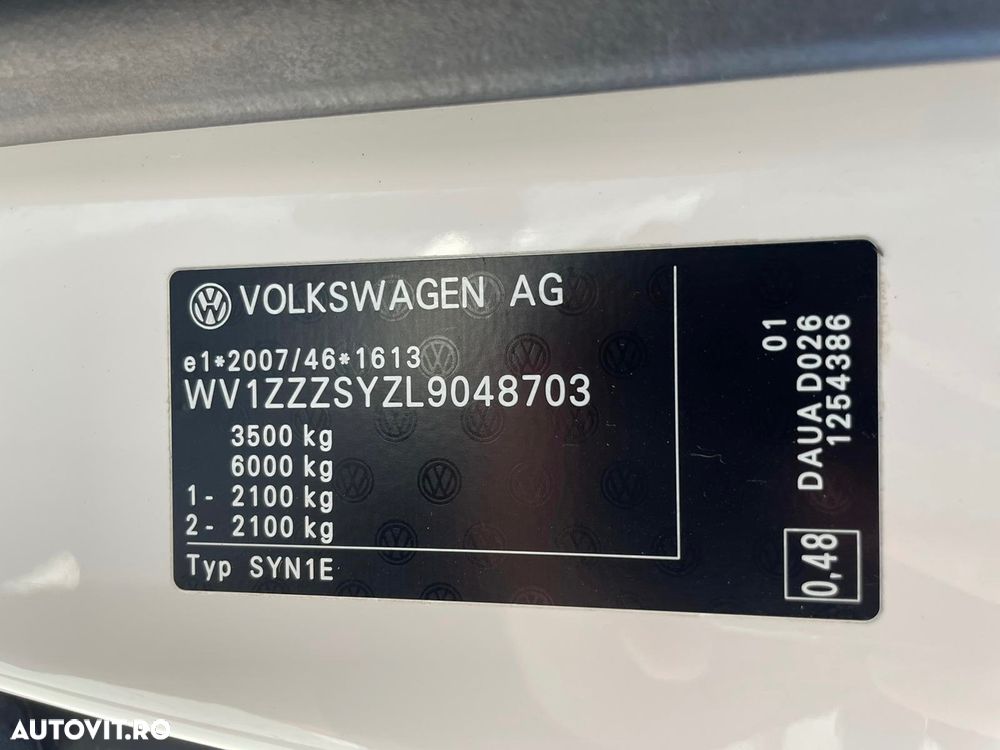 VOLKSWAGEN AG
e1*2007/46*1613
WV1ZZZSYZL9048703
3500 kg
6000 kg
1- 2100 kg
2- 2100 kg
Typ SYN1E
01
DAUA D026
1254386
0,48
AUTOVIT.RO